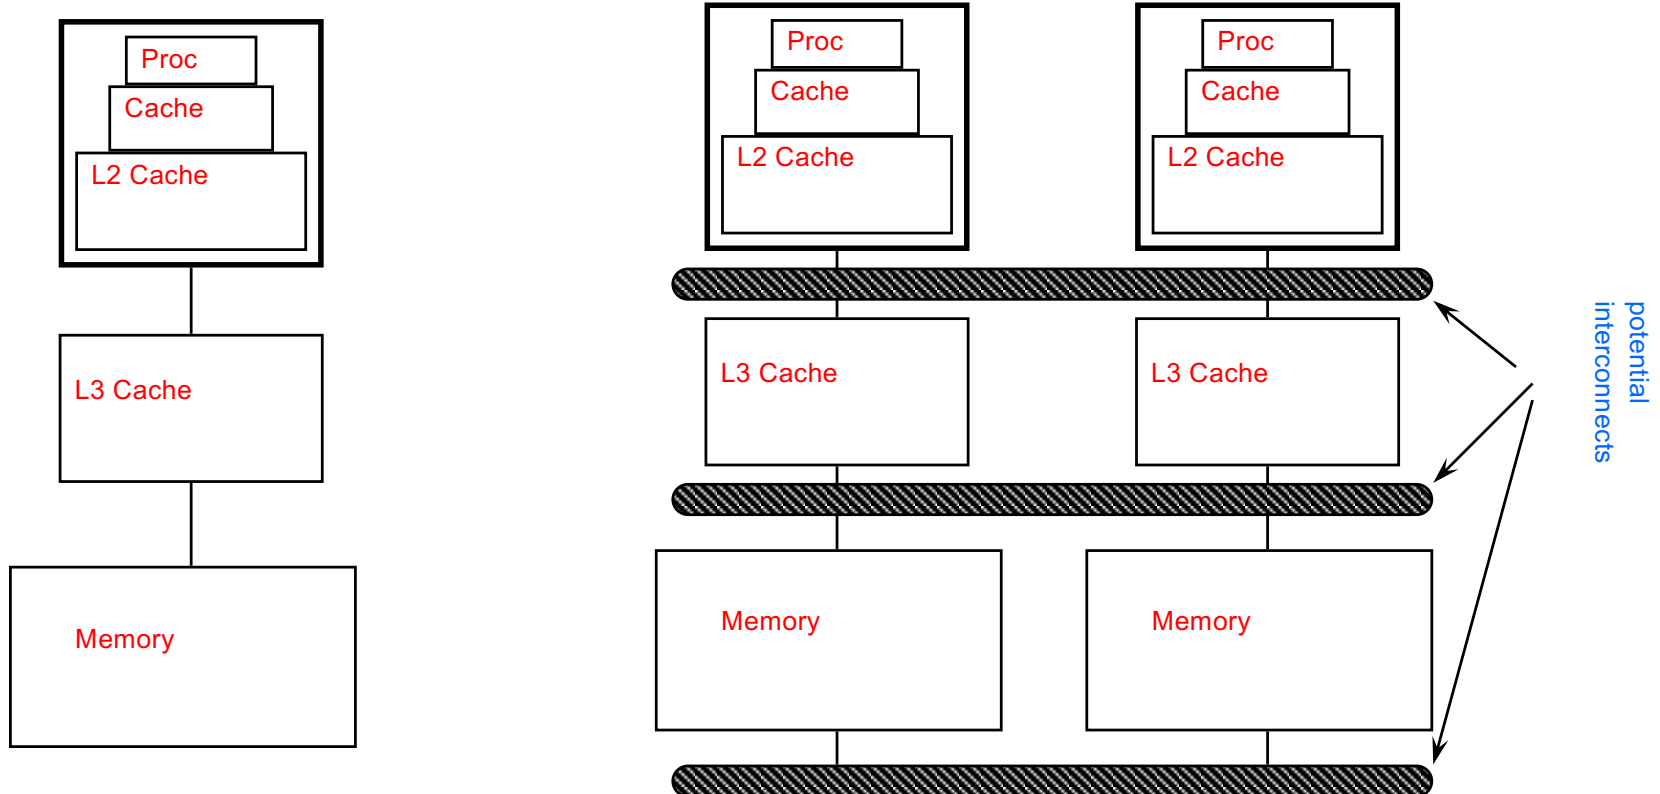 Proc
Cache
L2 Cache
L3 Cache
Memory
Proc
Cache
L2 Cache
L3 Cache
Memory
Proc
Cache
L2 Cache
L3 Cache
Memory
potential
interconnects